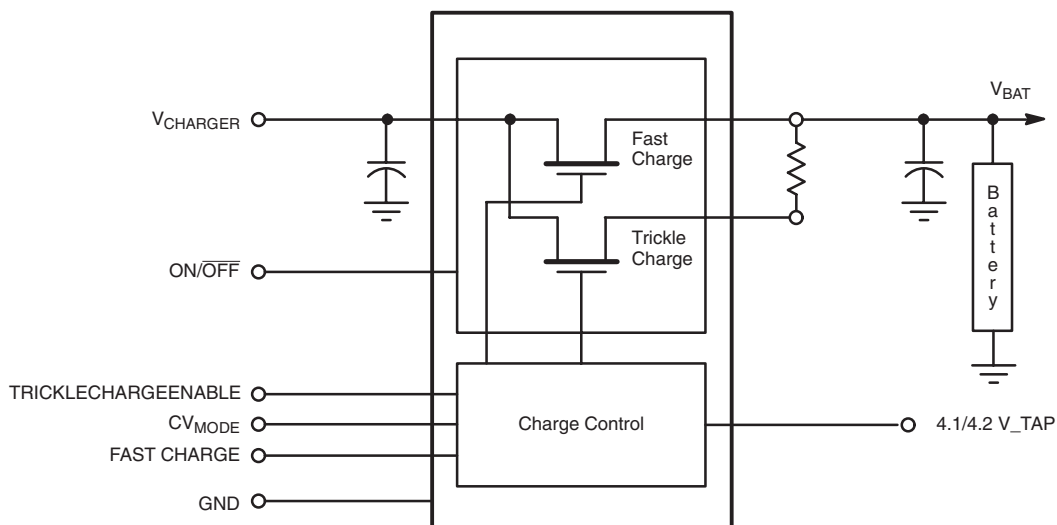 V_BAT
V_CHARGER
Fast
Charge
Battery
Trickle
Charge
ON/OFF
TRICKLECHARGEENABLE
CV_MODE
Charge Control
4.1/4.2 V_TAP
FAST CHARGE
GND